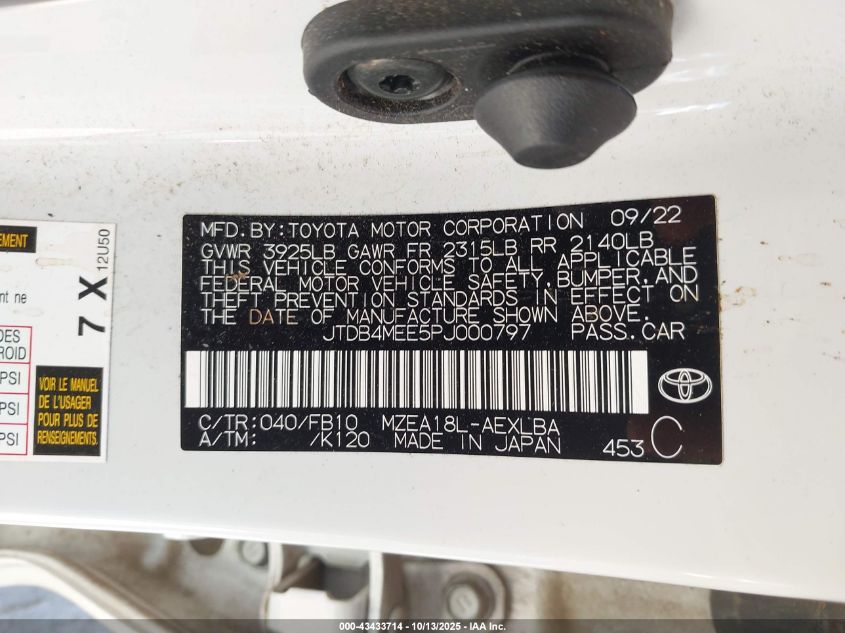 MFD. BY: TOYOTA MOTOR CORPORATION 09/22
GVWR 3925LB GAWR FR 2315LB RR 2140LB
THIS VEHICLE CONFORMS TO ALL APPLICABLE
FEDERAL MOTOR VEHICLE SAFETY, BUMPER, AND
THEFT PREVENTION STANDARDS IN EFFECT ON
THE DATE OF MANUFACTURE SHOWN ABOVE.
JTDB4MEE5PJ000797 PASS. CAR
C/TR: 040/FB10 MZEA18L-AEXLBA
A/TM: /K120 MADE IN JAPAN 453 C
7 X
12U50
EMENT
nt ne
DES
ROID
PSI
PSI
VOIR LE MANUEL
DE L'USAGER
POUR PLUS DE
RENSEIGNEMENTS.
000-43433714 - 10/13/2025 - IAA, Inc.